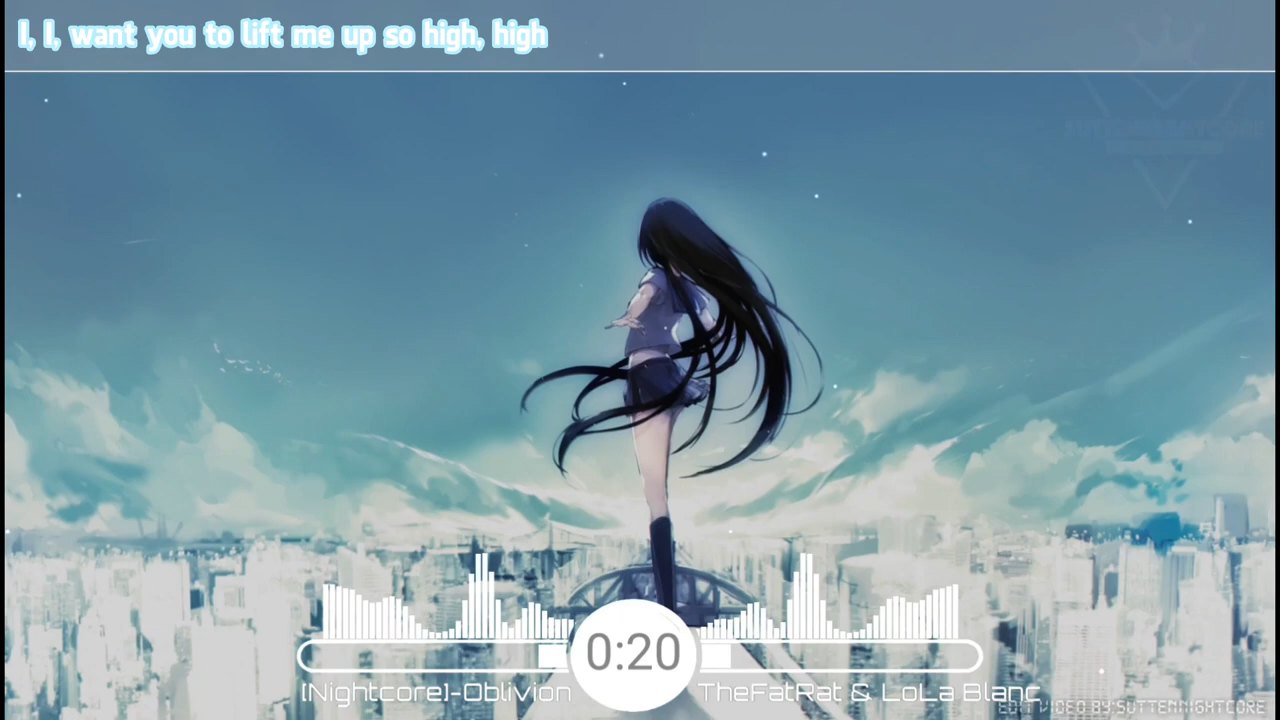 I, I, want you to lift me up so high, high
0:20
[Nightcore]-Oblivion
TheFatRat & LoLa Blanc
EDIT VIDEO BY:SUTTENNIGHTCORE